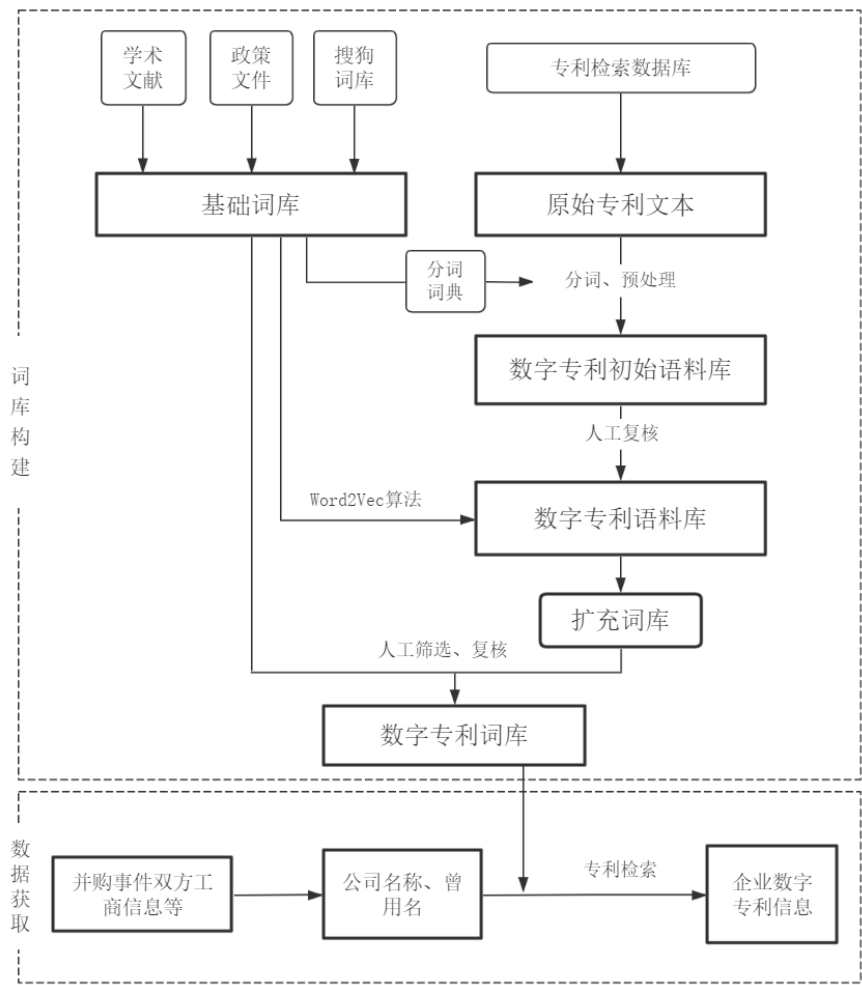 学术
文献
政策
文件
搜狗
词库
专利检索数据库
基础词库
原始专利文本
分词
词典
分词、预处理
数字专利初始语料库
人工复核
词
库
构
建
Word2Vec算法
数字专利语料库
扩充词库
人工筛选、复核
数字专利词库
数
据
获
取
并购事件双方工
商信息等
公司名称、曾
用名
专利检索
企业数字
专利信息